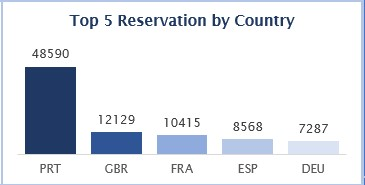 Top 5 Reservation by Country
48590
12129
10415
8568
7287
PRT GBR FRA ESP DEU